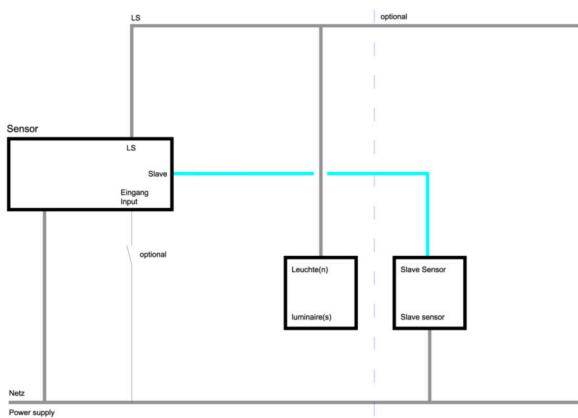 LS
optional
Sensor
LS
Slave
Eingang
Input
optional
Leuchte(n)
luminaire(s)
Slave Sensor
Slave sensor
Netz
Power supply